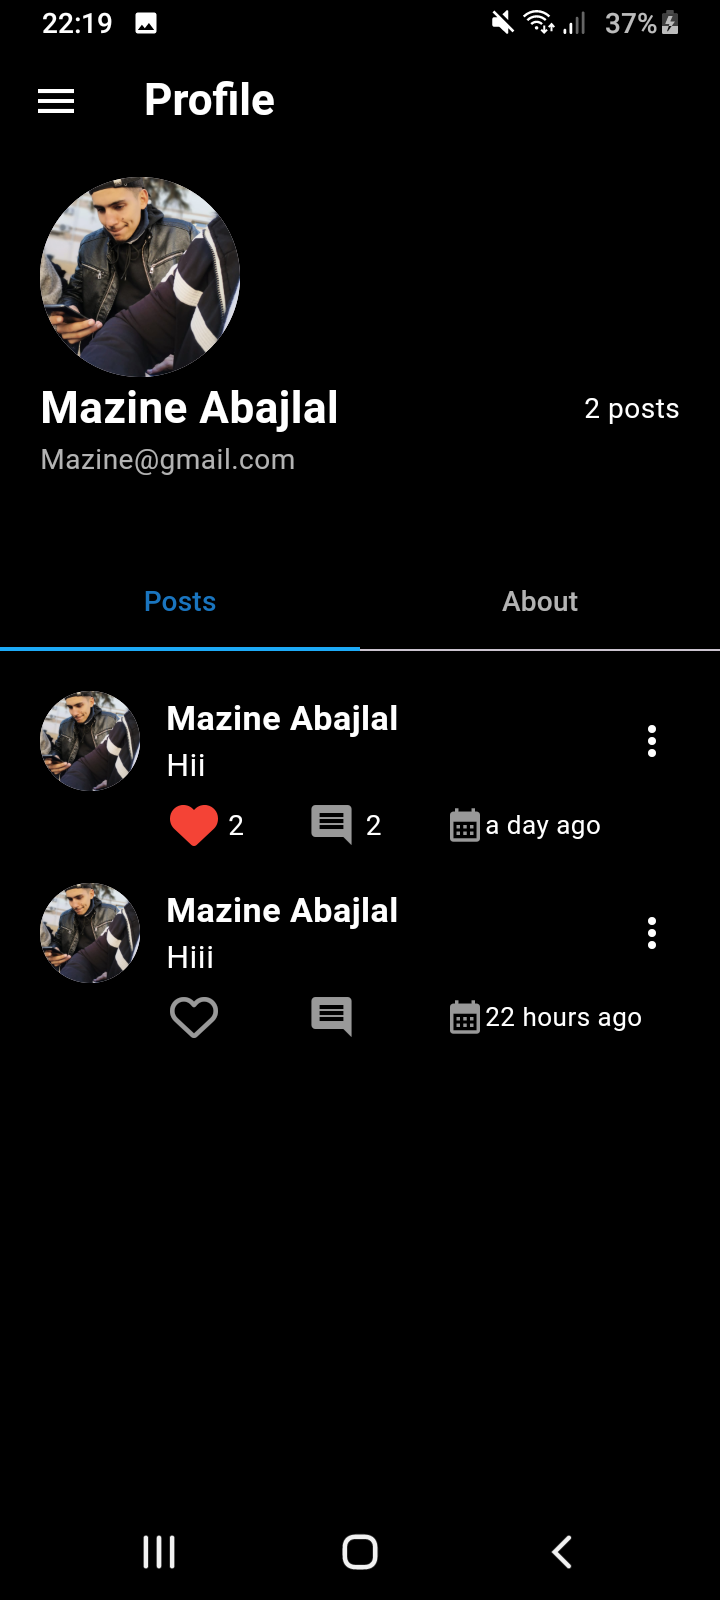 22:19 37%
Profile
Mazine Abajlal
2 posts
Mazine@gmail.com
Posts About
Mazine Abajlal
Hii
2 2 a day ago
Mazine Abajlal
Hiii
22 hours ago